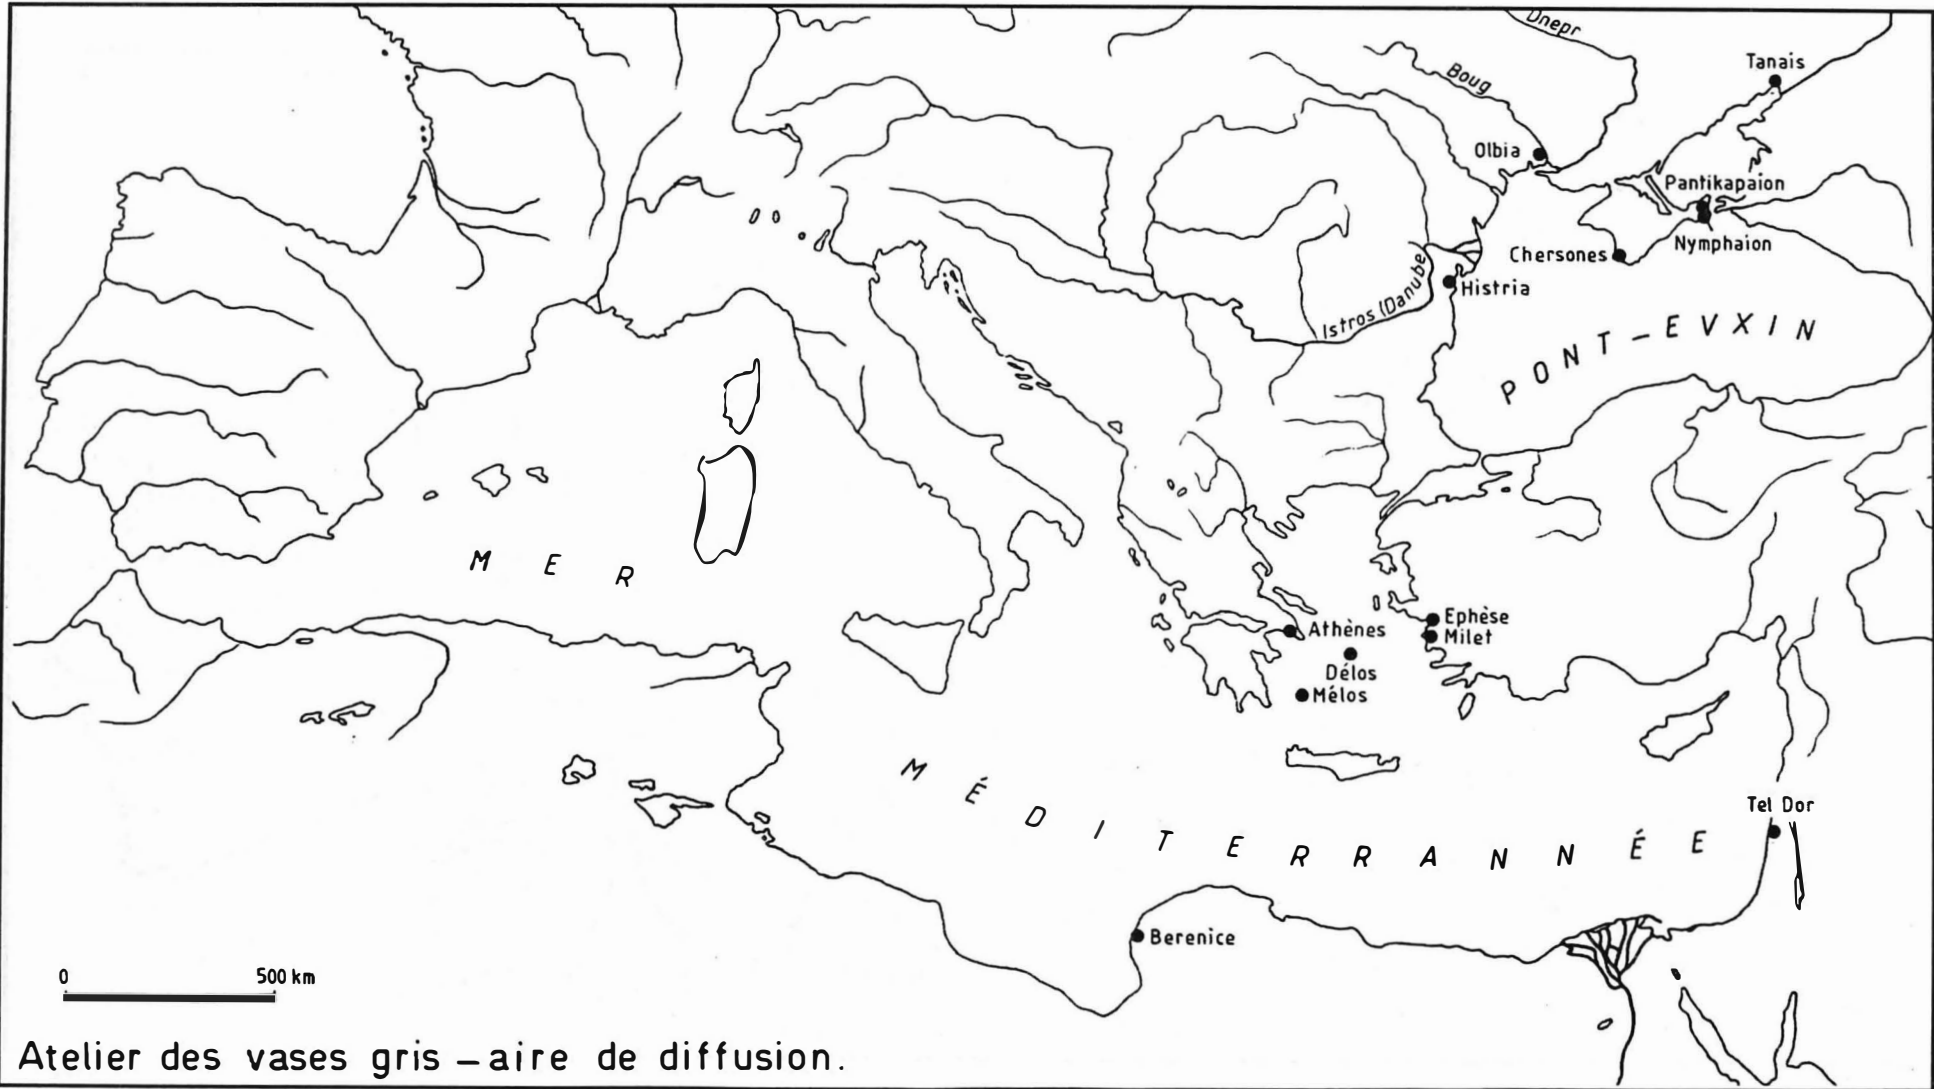 Dnepr
Tanais
Boug
Olbia
Pantikapaion
Nymphaion
Chersones
Histria
Istros (Danube
PONT-EVXIN
MER
Ephèse
Athènes
Milet
Délos
Mélos
MÉDITERRANNÉE
Tel Dor
Berenice
0 500 km
Atelier des vases gris – aire de diffusion.